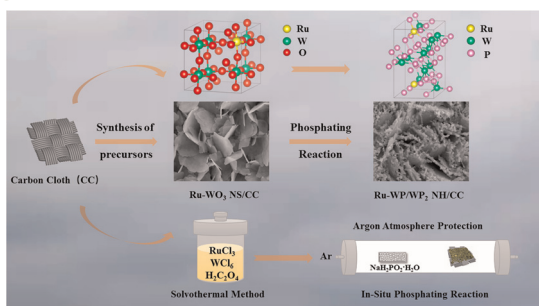 Ru
W
O
Ru
W
P
Synthesis of
precursors
Phosphating
Reaction
Carbon Cloth (CC)
Ru-WO₃ NS/CC
Ru-WP/WP₂ NH/CC
RuCl₃
WCl₆
H₂C₂O₄
Solvothermal Method
Argon Atmosphere Protection
Ar
NaH₂PO₂·H₂O
In-Situ Phosphating Reaction